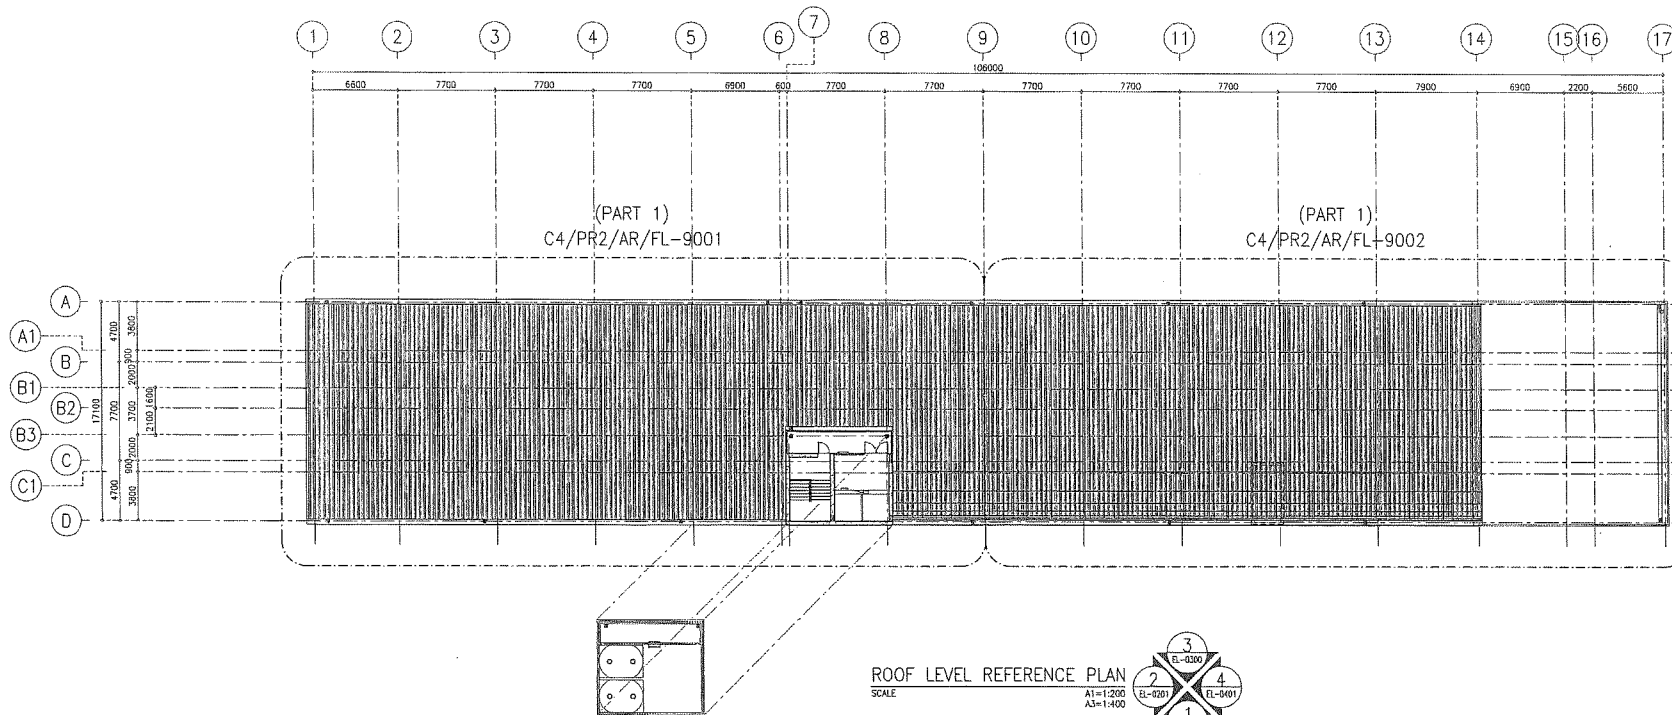 1 2 3 4 5 6 7 8 9 10 11 12 13 14 15 16 17
106000
6600 7700 7700 7700 6900 600 7700 7700 7700 7700 7700 7700 7900 6900 2200 5600
(PART 1)
C4/PR2/AR/FL-9001
(PART 1)
C4/PR2/AR/FL-9002
A
A1
B
B1
B2
B3
C
C1
D
17100
4700 7700 4700
3800 900 2000 3700 2000 900 3800
2100 1600
ROOF LEVEL REFERENCE PLAN
SCALE
A1=1:200
A3=1:400
3
EL-0300
2
EL-0201
4
EL-0401
1